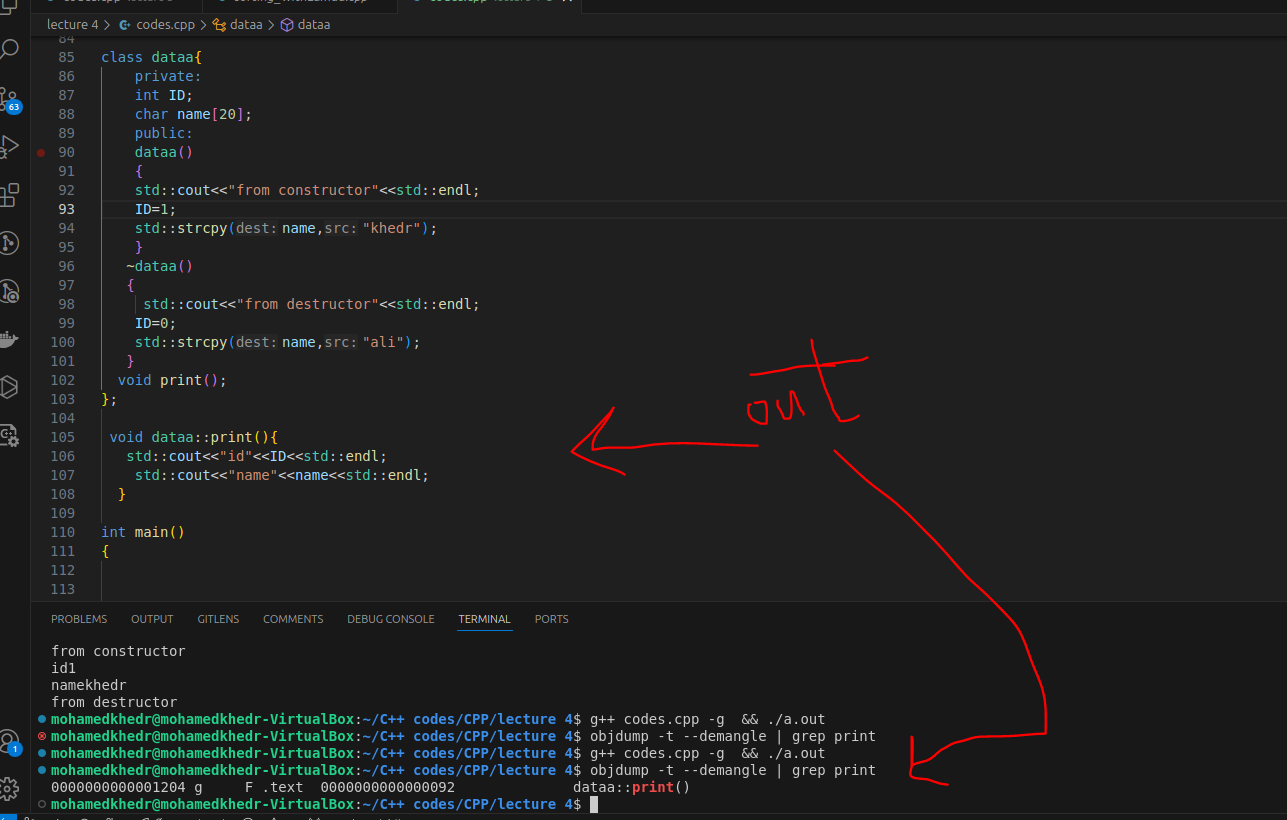 lecture 4 > codes.cpp > dataa > dataa
84
85 class dataa{
86 private:
87 int ID;
88 char name[20];
89 public:
90 dataa()
91 {
92 std::cout<<"from constructor"<<std::endl;
93 ID=1;
94 std::strcpy(dest: name,src: "khedr");
95 }
96 ~dataa()
97 {
98 std::cout<<"from destructor"<<std::endl;
99 ID=0;
100 std::strcpy(dest: name,src: "ali");
101 }
102 void print();
103 };
104
105 void dataa::print(){
106 std::cout<<"id"<<ID<<std::endl;
107 std::cout<<"name"<<name<<std::endl;
108 }
109
110 int main()
111 {
112
113
out
63
1
PROBLEMS OUTPUT GITLENS COMMENTS DEBUG CONSOLE TERMINAL PORTS
from constructor
id1
namekhedr
from destructor
mohamedkhedr@mohamedkhedr-VirtualBox:~/C++ codes/CPP/lecture 4$ g++ codes.cpp -g  && ./a.out
mohamedkhedr@mohamedkhedr-VirtualBox:~/C++ codes/CPP/lecture 4$ objdump -t --demangle | grep print
mohamedkhedr@mohamedkhedr-VirtualBox:~/C++ codes/CPP/lecture 4$ g++ codes.cpp -g  && ./a.out
mohamedkhedr@mohamedkhedr-VirtualBox:~/C++ codes/CPP/lecture 4$ objdump -t --demangle | grep print
0000000000001204 g     F .text  0000000000000092              dataa::print()
mohamedkhedr@mohamedkhedr-VirtualBox:~/C++ codes/CPP/lecture 4$